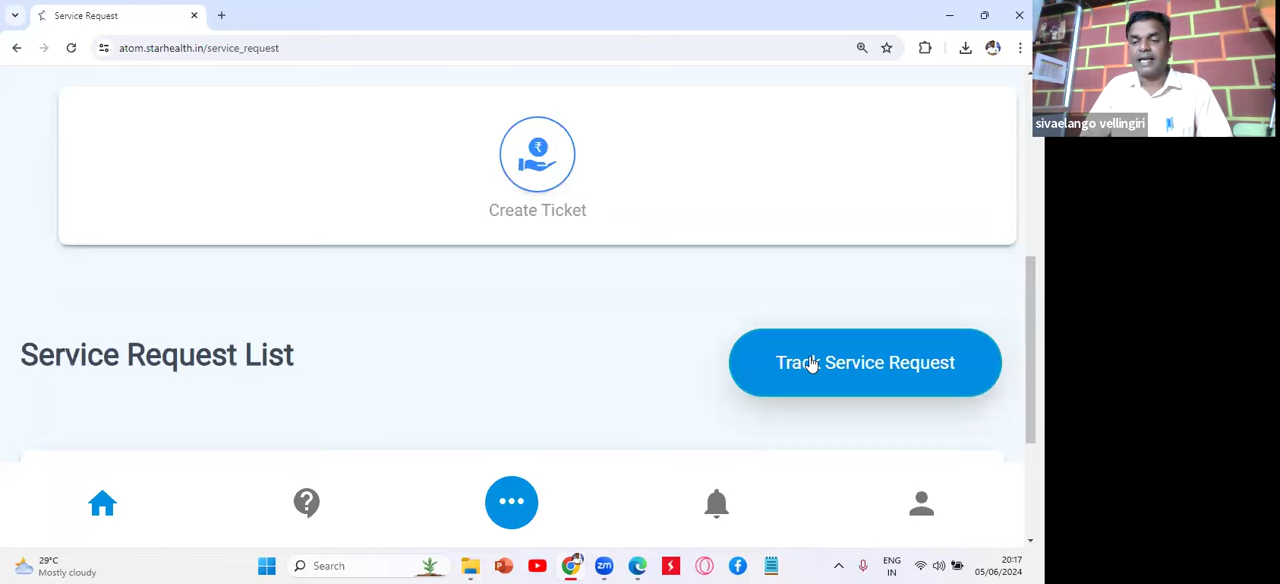 Service Request
atom.starhealth.in/service_request
sivaelango vellingiri
₹
Create Ticket
Service Request List
Track Service Request
29°C
Mostly cloudy
Search
zm
ENG
IN
20:17
05/06/2024